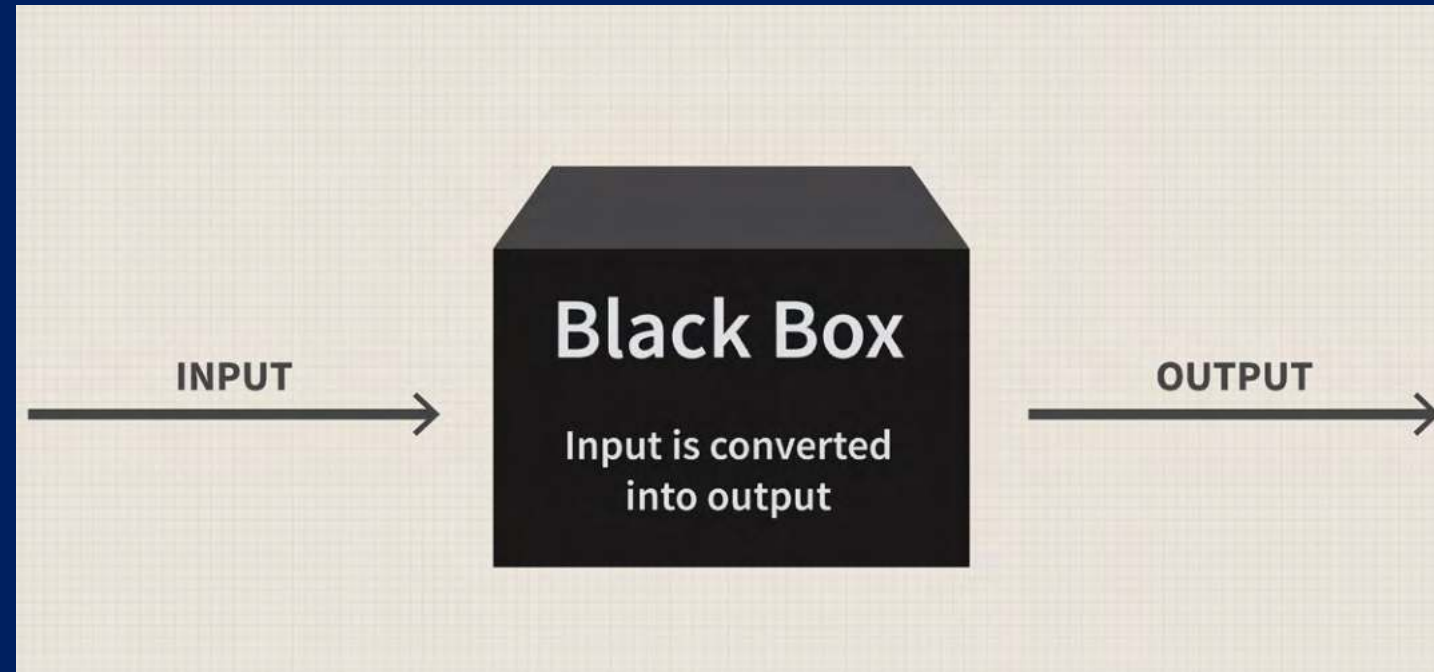 INPUT
Black Box
Input is converted
into output
OUTPUT